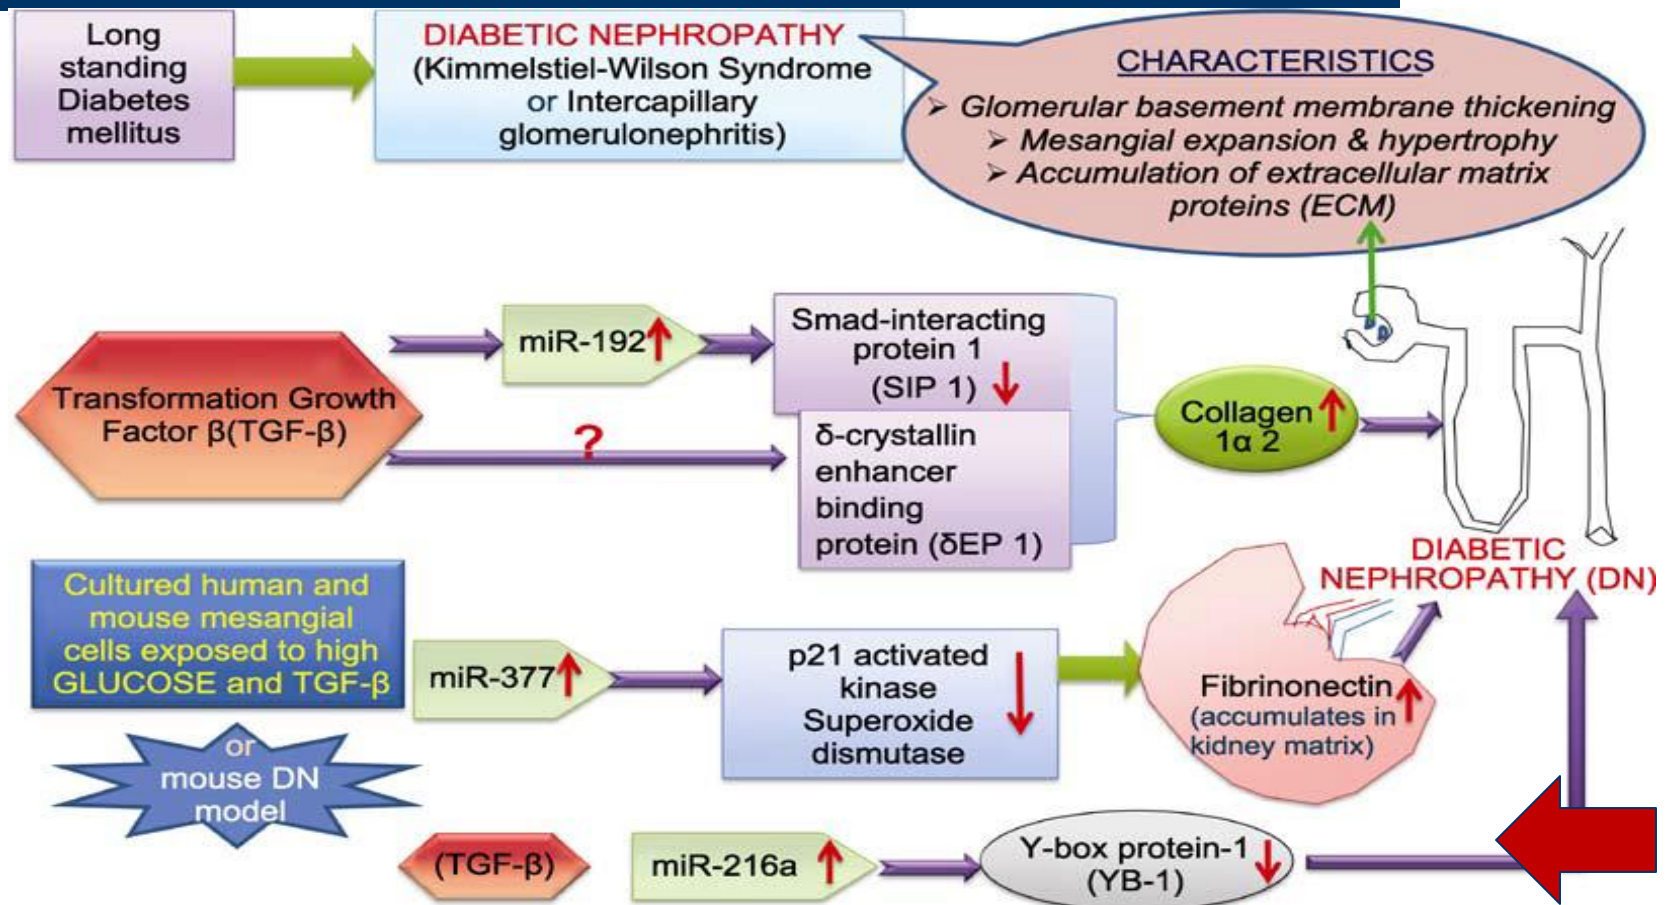 Long
standing
Diabetes
mellitus
DIABETIC NEPHROPATHY
(Kimmelstiel-Wilson Syndrome
or Intercapillary
glomerulonephritis)
CHARACTERISTICS
➢ Glomerular basement membrane thickening
➢ Mesangial expansion & hypertrophy
➢ Accumulation of extracellular matrix
proteins (ECM)
Transformation Growth
Factor β(TGF-β)
miR-192
?
Smad-interacting
protein 1
(SIP 1)
δ-crystallin
enhancer
binding
protein (δEP 1)
Collagen
1α 2
DIABETIC
NEPHROPATHY (DN)
Cultured human and
mouse mesangial
cells exposed to high
GLUCOSE and TGF-β
or
mouse DN
model
miR-377
p21 activated
kinase
Superoxide
dismutase
Fibrinonectin
(accumulates in
kidney matrix)
(TGF-β)
miR-216a
Y-box protein-1
(YB-1)